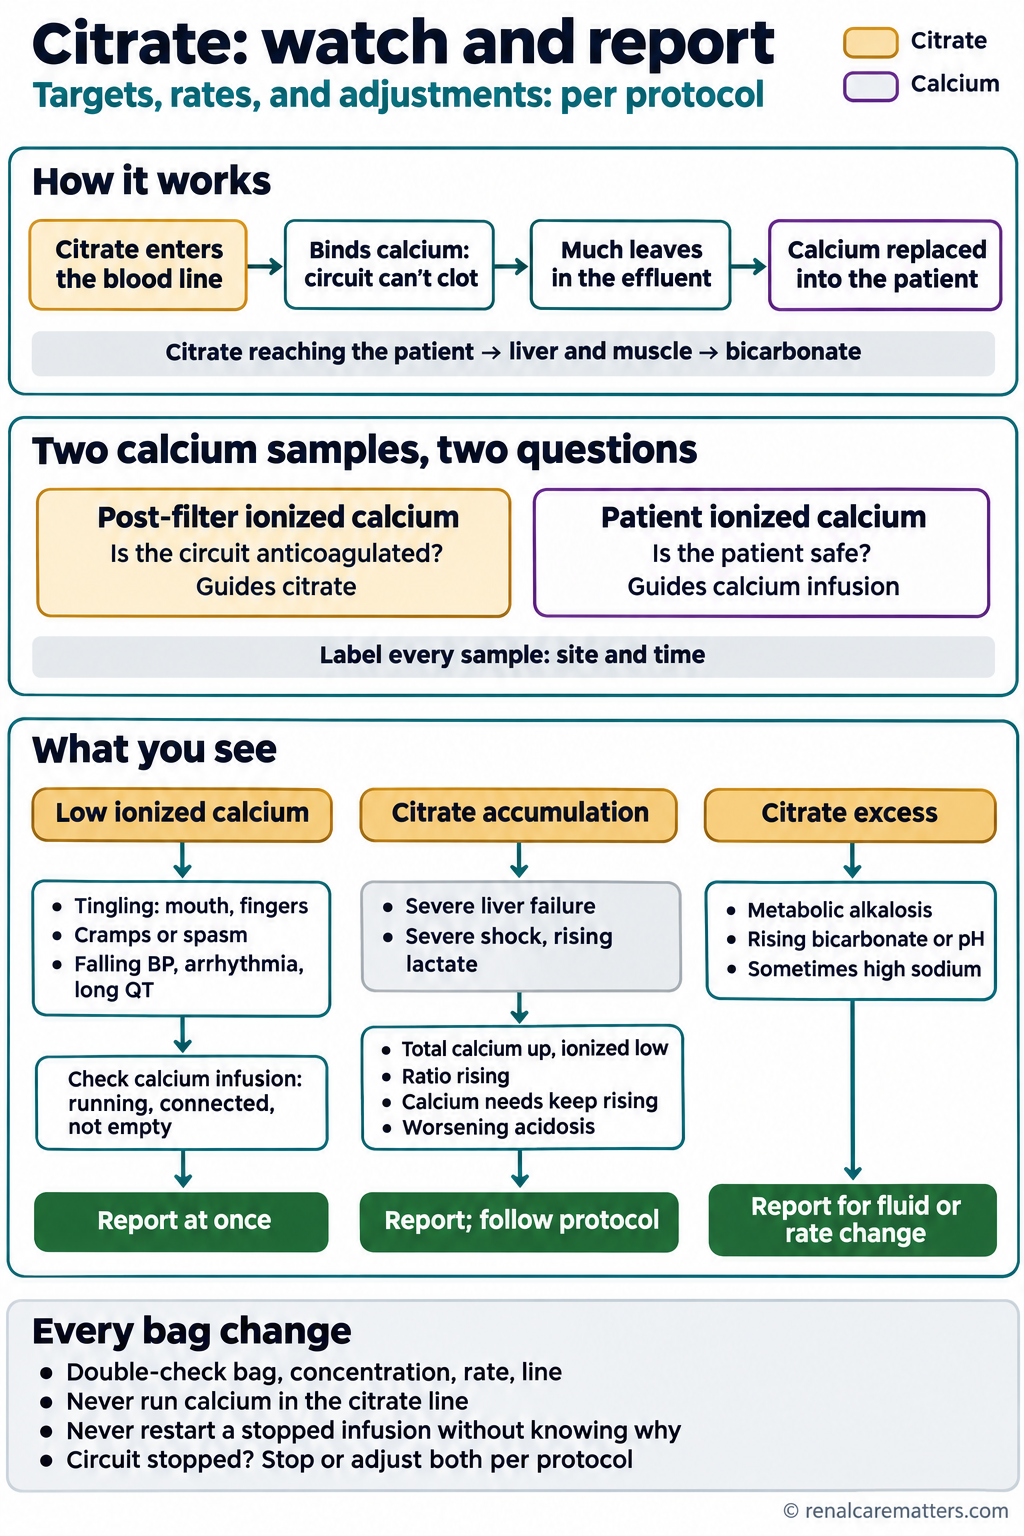 Citrate: watch and report
Targets, rates, and adjustments: per protocol
Citrate
Calcium
How it works
Citrate enters
the blood line
Binds calcium:
circuit can't clot
Much leaves
in the effluent
Calcium replaced
into the patient
Citrate reaching the patient → liver and muscle → bicarbonate
Two calcium samples, two questions
Post-filter ionized calcium
Is the circuit anticoagulated?
Guides citrate
Patient ionized calcium
Is the patient safe?
Guides calcium infusion
Label every sample: site and time
What you see
Low ionized calcium
• Tingling: mouth, fingers
• Cramps or spasm
• Falling BP, arrhythmia,
long QT
Check calcium infusion:
running, connected,
not empty
Report at once
Citrate accumulation
• Severe liver failure
• Severe shock, rising
lactate
• Total calcium up, ionized low
• Ratio rising
• Calcium needs keep rising
• Worsening acidosis
Report; follow protocol
Citrate excess
• Metabolic alkalosis
• Rising bicarbonate or pH
• Sometimes high sodium
Report for fluid or
rate change
Every bag change
• Double-check bag, concentration, rate, line
• Never run calcium in the citrate line
• Never restart a stopped infusion without knowing why
• Circuit stopped? Stop or adjust both per protocol
© renalcarematters.com